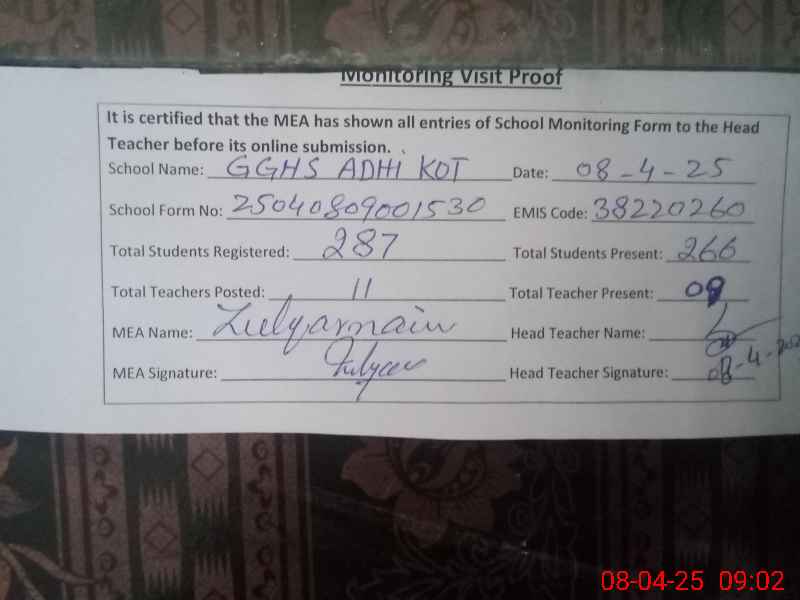 Monitoring Visit Proof
It is certified that the MEA has shown all entries of School Monitoring Form to the Head
Teacher before its online submission.
School Name: GGHS ADHI KOT Date: 08-4-25
School Form No: 25040809001530 EMIS Code: 38220260
Total Students Registered: 287 Total Students Present: 266
Total Teachers Posted: 11 Total Teacher Present:
MEA Name: Zulqarnain Head Teacher Name:
MEA Signature: Head Teacher Signature: 08-4-
08-04-25 09:02